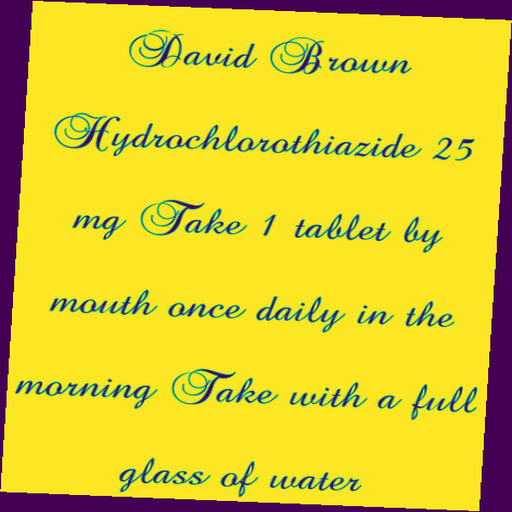 David Brown
Hydrochlorothiazide 25
mg Take 1 tablet by
mouth once daily in the
morning Take with a full
glass of water